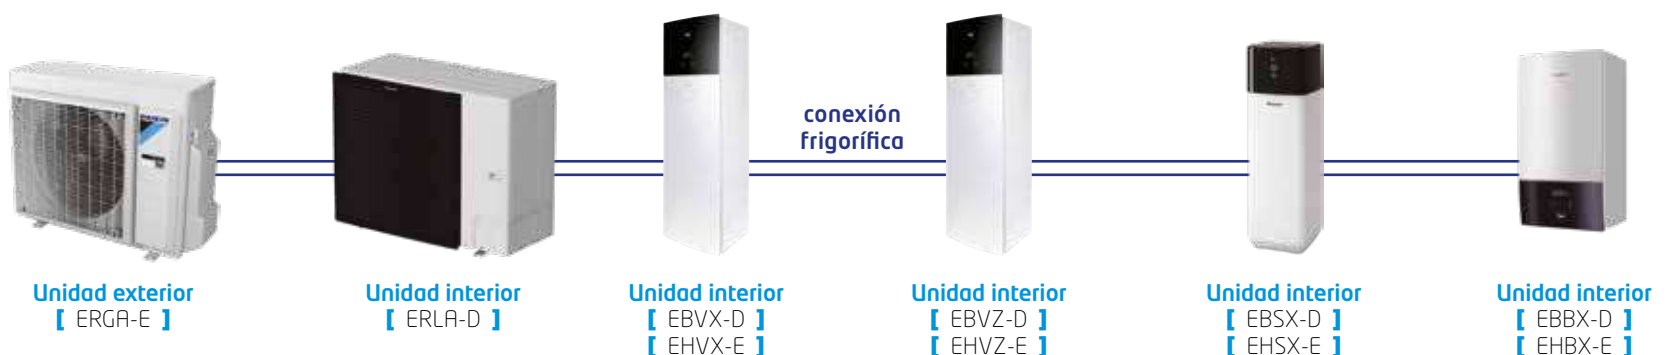 conexión
frigorífica
Unidad exterior
[ ERGA-E ]
Unidad interior
[ ERLA-D ]
Unidad interior
[ EBVX-D ]
[ EHVX-E ]
Unidad interior
[ EBVZ-D ]
[ EHVZ-E ]
Unidad interior
[ EBSX-D ]
[ EHSX-E ]
Unidad interior
[ EBBX-D ]
[ EHBX-E ]